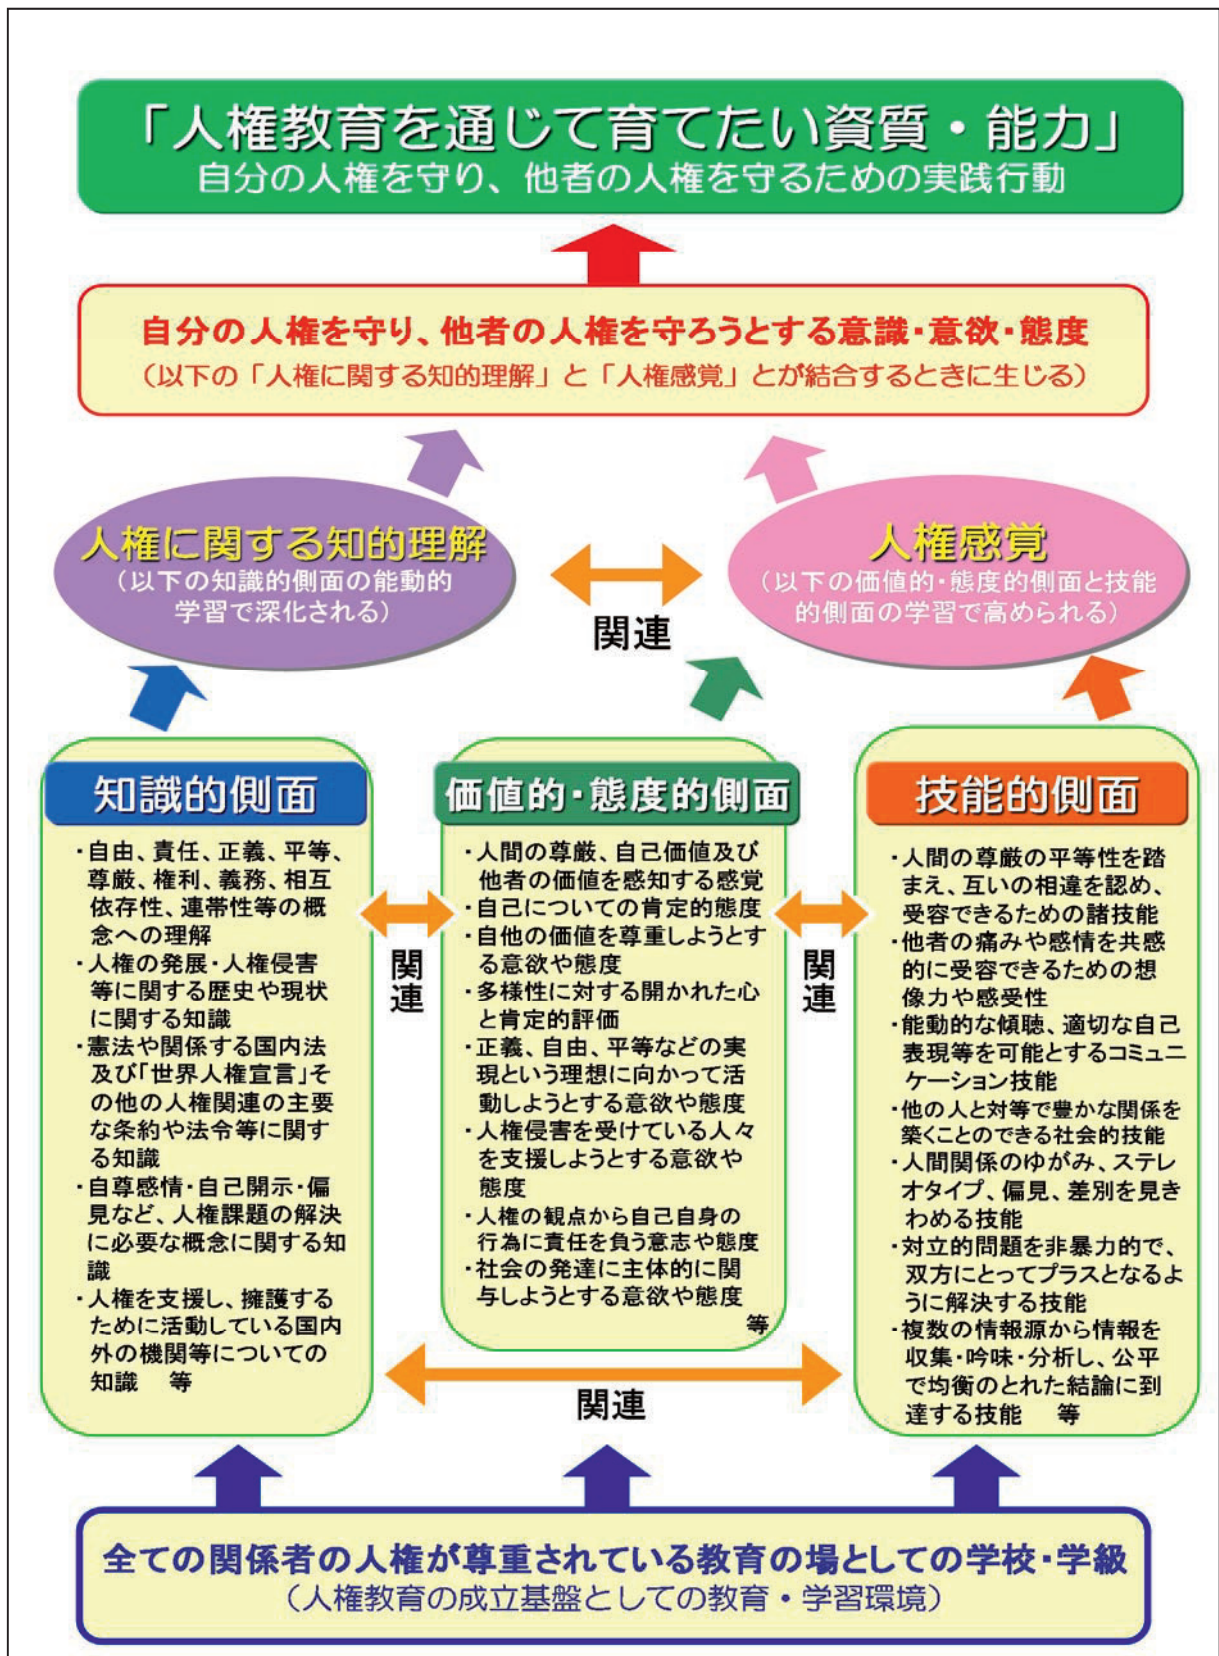 「人権教育を通じて育てたい資質・能力」
自分の人権を守り、他者の人権を守るための実践行動
自分の人権を守り、他者の人権を守ろうとする意識・意欲・態度
（以下の「人権に関する知的理解」と「人権感覚」とが結合するときに生じる）
人権に関する知的理解
（以下の知識的側面の能動的
学習で深化される）
関連
人権感覚
（以下の価値的・態度的側面と技能
的側面の学習で高められる）
知識的側面
・自由、責任、正義、平等、
尊厳、権利、義務、相互
依存性、連帯性等の概
念への理解
・人権の発展・人権侵害
等に関する歴史や現状
に関する知識
・憲法や関係する国内法
及び「世界人権宣言」そ
の他の人権関連の主要
な条約や法令等に関す
る知識
・自尊感情・自己開示・偏
見など、人権課題の解決
に必要な概念に関する知
識
・人権を支援し、擁護する
ために活動している国内
外の機関等についての
知識　等
関連
価値的・態度的側面
・人間の尊厳、自己価値及び
他者の価値を感知する感覚
・自己についての肯定的態度
・自他の価値を尊重しようとす
る意欲や態度
・多様性に対する開かれた心
と肯定的評価
・正義、自由、平等などの実
現という理想に向かって活
動しようとする意欲や態度
・人権侵害を受けている人々
を支援しようとする意欲や
態度
・人権の観点から自己自身の
行為に責任を負う意志や態度
・社会の発達に主体的に関
与しようとする意欲や態度
等
関連
技能的側面
・人間の尊厳の平等性を踏
まえ、互いの相違を認め、
受容できるための諸技能
・他者の痛みや感情を共感
的に受容できるための想
像力や感受性
・能動的な傾聴、適切な自己
表現等を可能とするコミュニ
ケーション技能
・他の人と対等で豊かな関係を
築くことのできる社会的技能
・人間関係のゆがみ、ステレ
オタイプ、偏見、差別を見き
わめる技能
・対立的問題を非暴力的で、
双方にとってプラスとなるよ
うに解決する技能
・複数の情報源から情報を
収集・吟味・分析し、公平
で均衡のとれた結論に到
達する技能　等
関連
全ての関係者の人権が尊重されている教育の場としての学校・学級
（人権教育の成立基盤としての教育・学習環境）